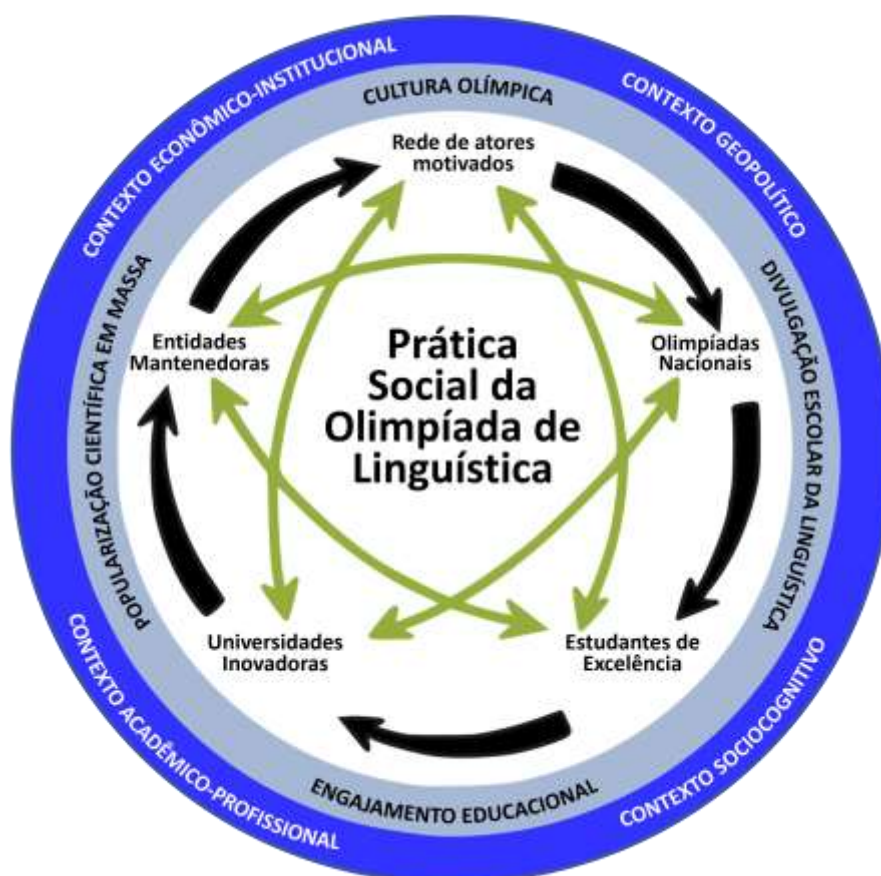 CONTEXTO ECONÔMICO-INSTITUCIONAL
CONTEXTO GEOPOLÍTICO
CULTURA OLÍMPICA
Rede de atores
motivados
POPULARIZAÇÃO CIENTÍFICA EM MASSA
DIVULGAÇÃO ESCOLAR DA LINGUÍSTICA
Entidades
Mantenedoras
Olimpíadas
Nacionais
Prática
Social da
Olimpíada de
Linguística
Universidades
Inovadoras
Estudantes de
Excelência
ENGAJAMENTO EDUCACIONAL
CONTEXTO ACADÊMICO-PROFISSIONAL
CONTEXTO SOCIOCOGNITIVO